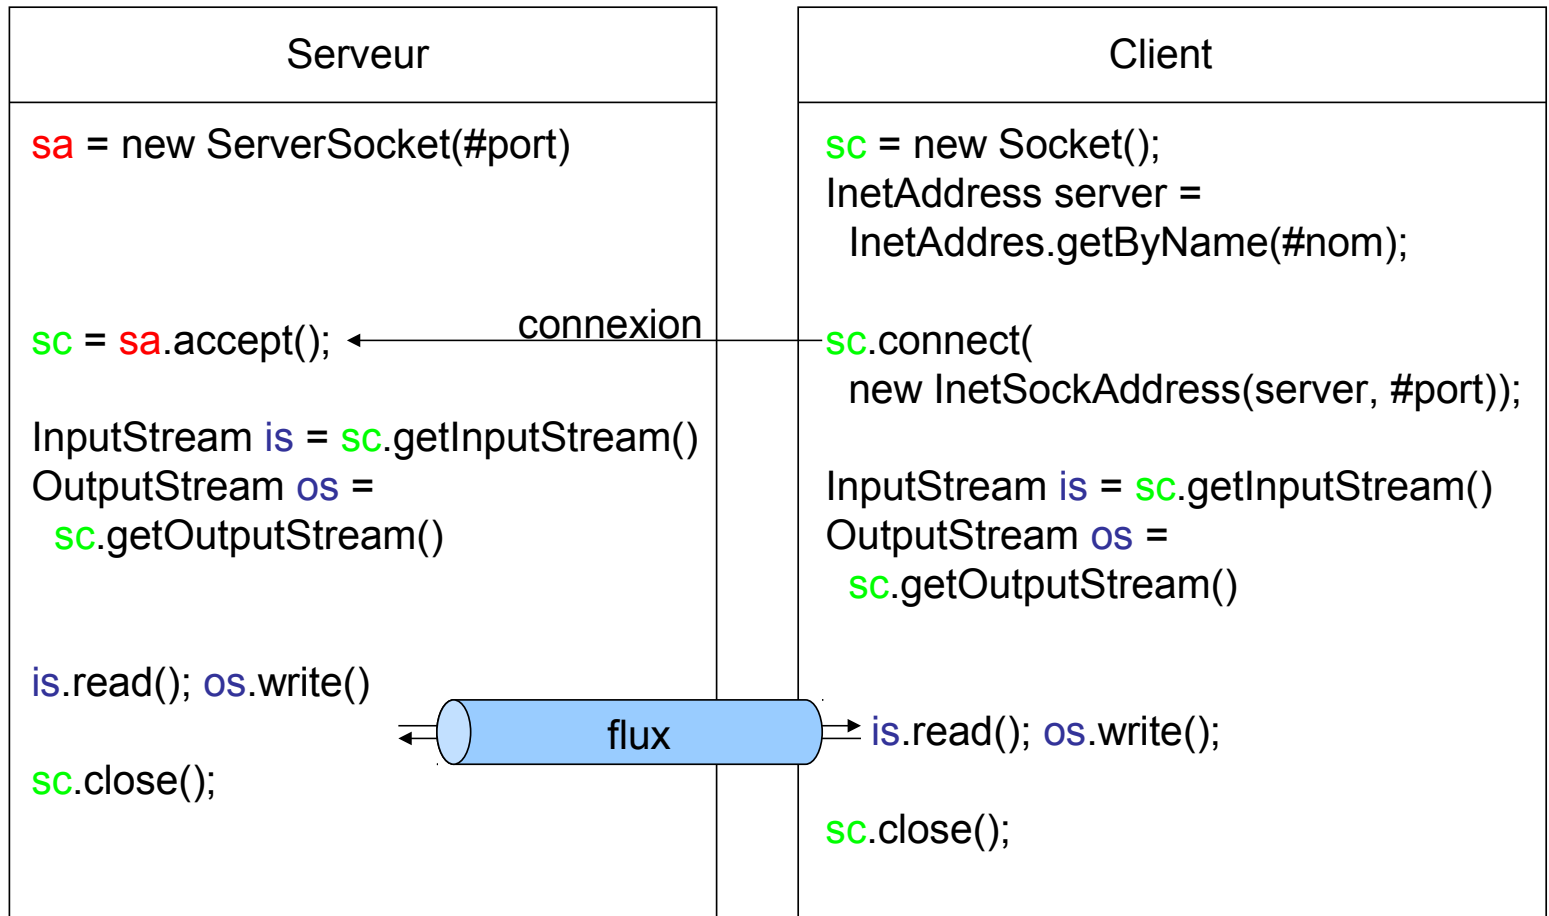 Serveur
sa = new ServerSocket(#port)
sc = sa.accept();
InputStream is = sc.getInputStream()
OutputStream os =
sc.getOutputStream()
is.read(); os.write()
sc.close();
connexion
flux
Client
sc = new Socket();
InetAddress server =
InetAddres.getByName(#nom);
sc.connect(
new InetSockAddress(server, #port));
InputStream is = sc.getInputStream()
OutputStream os =
sc.getOutputStream()
is.read(); os.write();
sc.close();